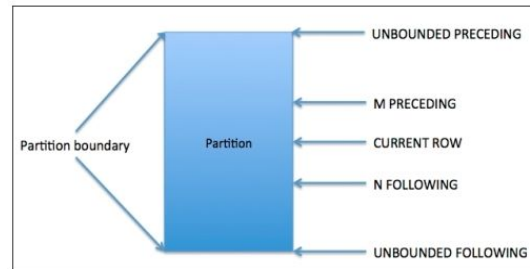 UNBOUNDED PRECEDING
M PRECEDING
Partition boundary
Partition
CURRENT ROW
N FOLLOWING
UNBOUNDED FOLLOWING